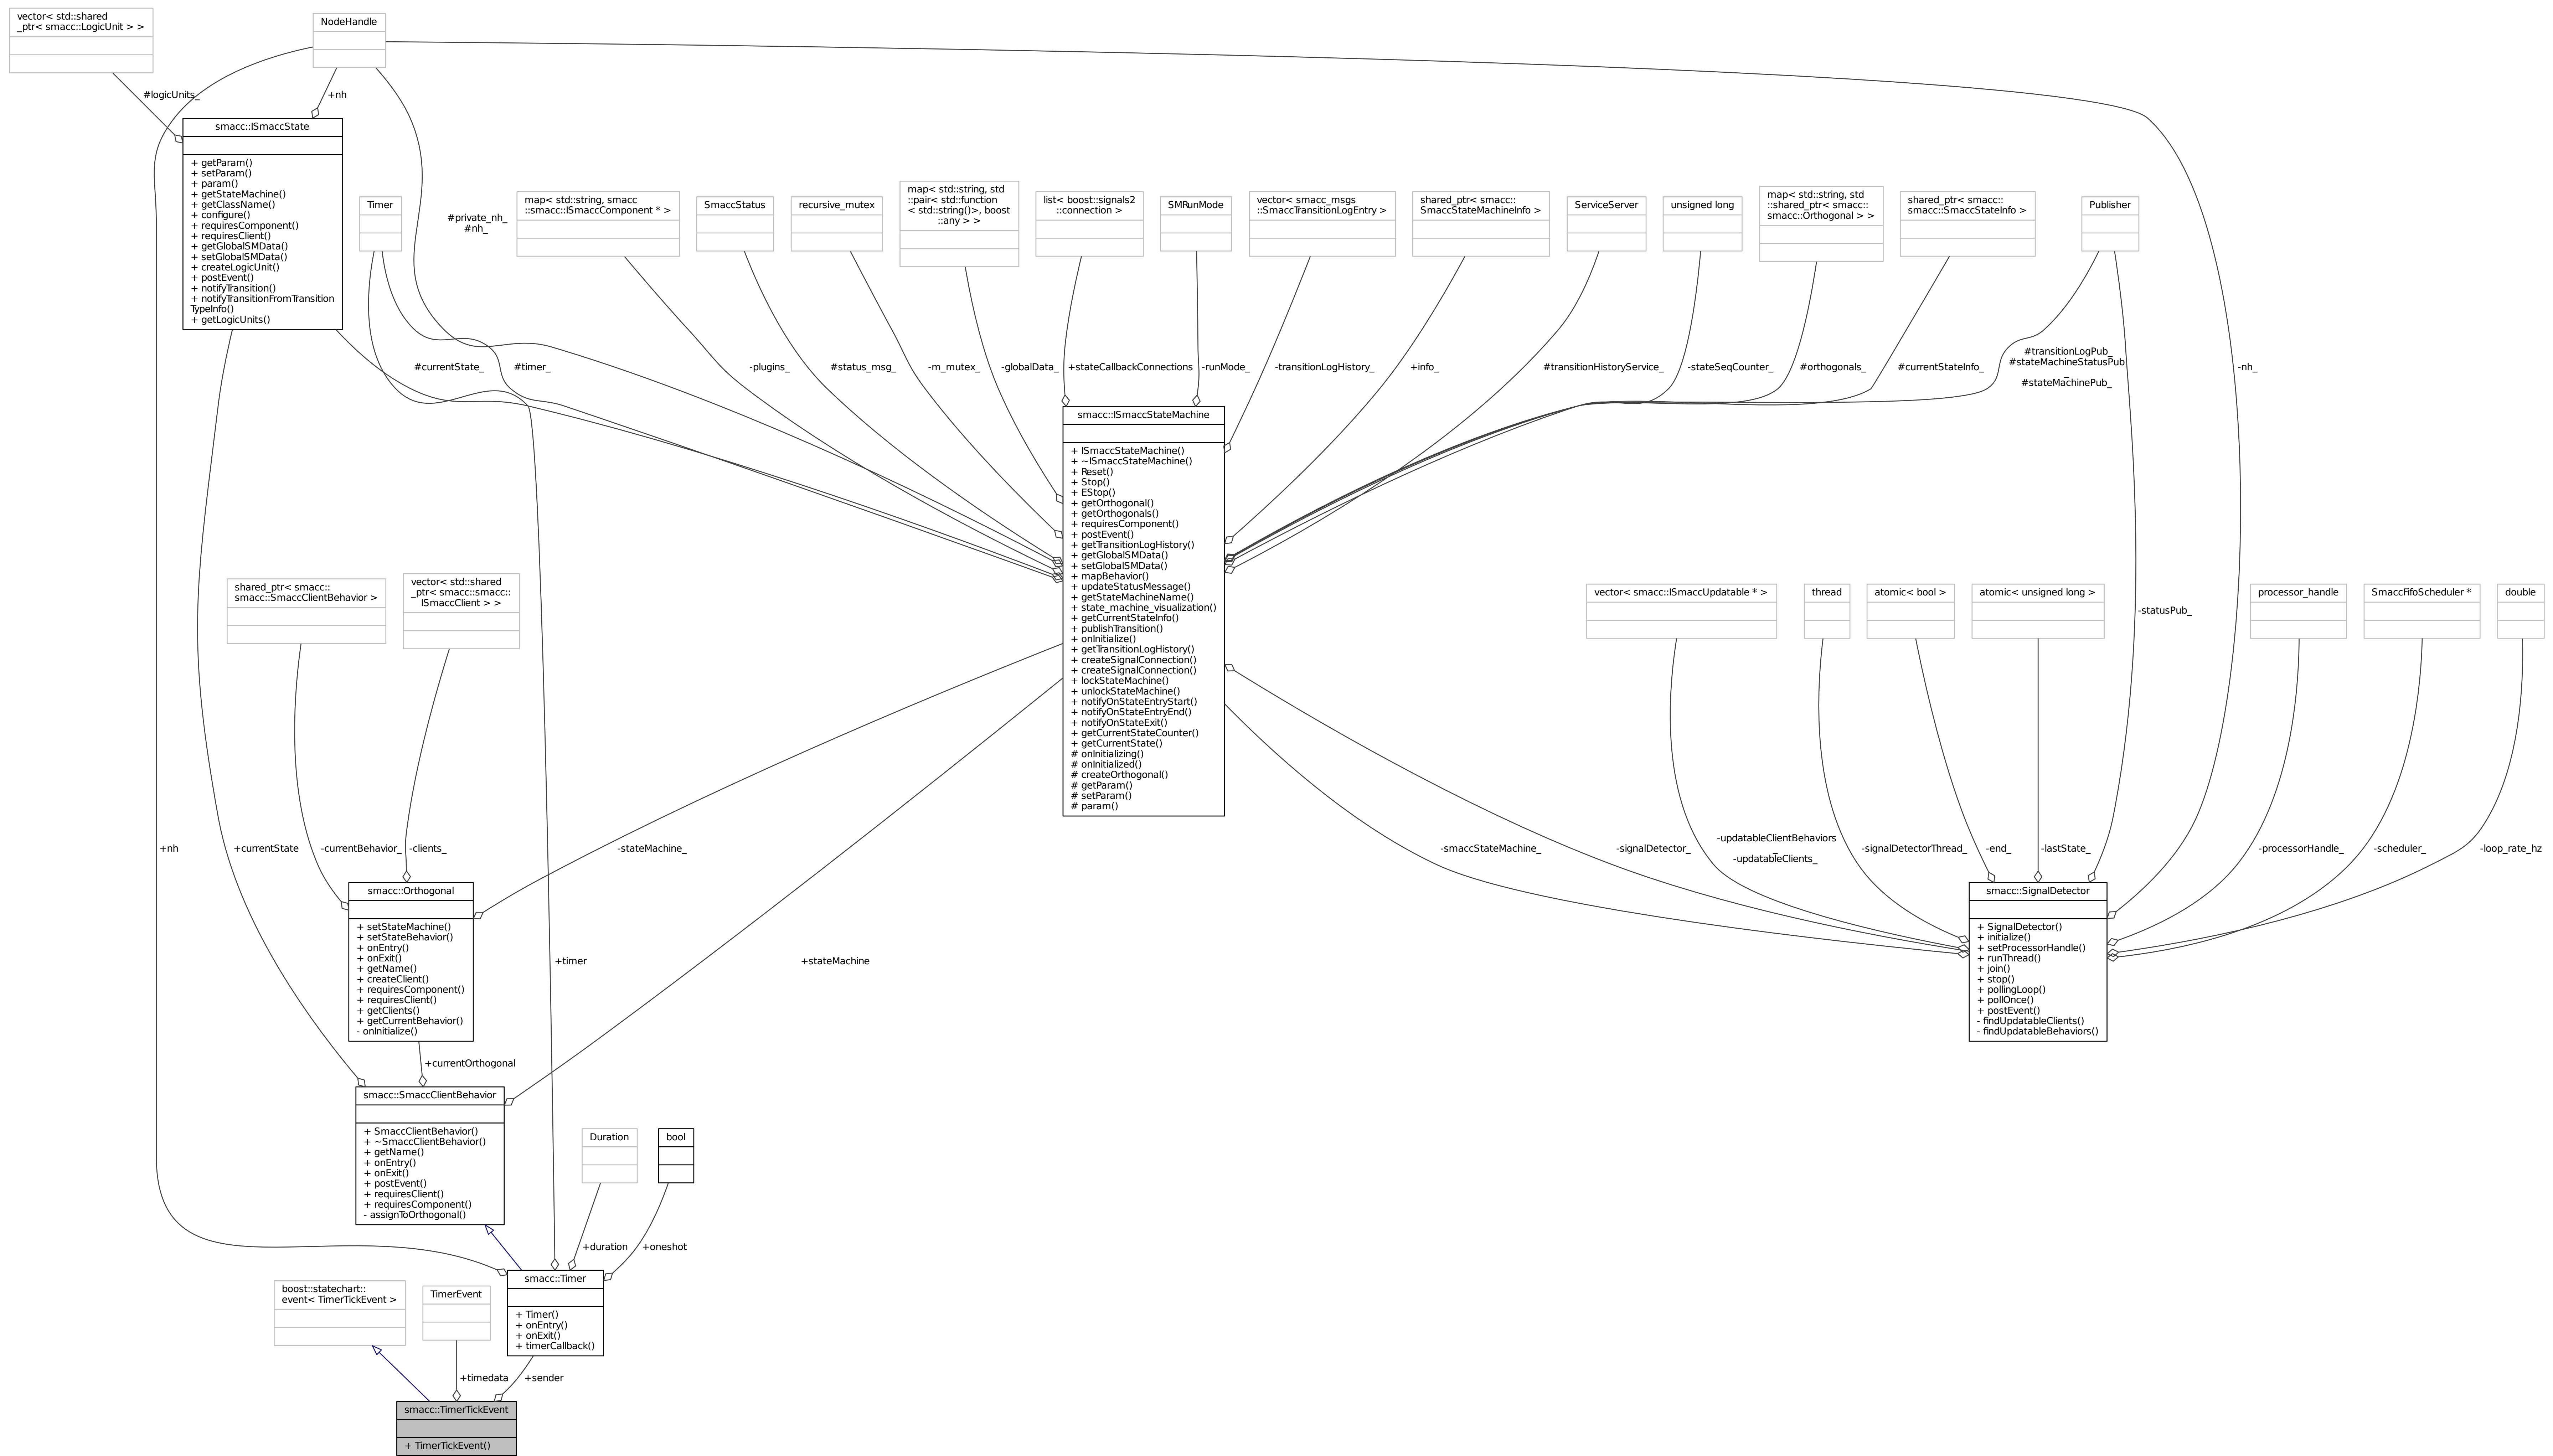 vector< std::shared
_ptr< smacc::LogicUnit > >
NodeHandle
#logicUnits_
+nh
smacc::ISmaccState
+ getParam()
+ setParam()
+ param()
+ getStateMachine()
+ getClassName()
+ configure()
+ requiresComponent()
+ requiresClient()
+ getGlobalSMData()
+ setGlobalSMData()
+ createLogicUnit()
+ postEvent()
+ notifyTransition()
+ notifyTransitionFromTransition
TypeInfo()
+ getLogicUnits()
Timer
#private_nh_
#nh_
map< std::string, smacc
::smacc::ISmaccComponent * >
SmaccStatus
recursive_mutex
map< std::string, std
::pair< std::function
< std::string()>, boost
::any > >
list< boost::signals2
::connection >
SMRunMode
vector< smacc_msgs
::SmaccTransitionLogEntry >
shared_ptr< smacc::
SmaccStateMachineInfo >
ServiceServer
unsigned long
map< std::string, std
::shared_ptr< smacc::
smacc::Orthogonal > >
shared_ptr< smacc::
smacc::SmaccStateInfo >
Publisher
#currentState_
#timer_
-plugins_
#status_msg_
-m_mutex_
-globalData_
+stateCallbackConnections
-runMode_
-transitionLogHistory_
+info_
#transitionHistoryService_
-stateSeqCounter_
#orthogonals_
#currentStateInfo_
#transitionLogPub_
#stateMachineStatusPub
_
#stateMachinePub_
-nh_
smacc::ISmaccStateMachine
+ ISmaccStateMachine()
+ ~ISmaccStateMachine()
+ Reset()
+ Stop()
+ EStop()
+ getOrthogonal()
+ getOrthogonals()
+ requiresComponent()
+ postEvent()
+ getTransitionLogHistory()
+ getGlobalSMData()
+ setGlobalSMData()
+ mapBehavior()
+ updateStatusMessage()
+ getStateMachineName()
+ state_machine_visualization()
+ getCurrentStateInfo()
+ publishTransition()
+ onInitialize()
+ getTransitionLogHistory()
+ createSignalConnection()
+ createSignalConnection()
+ lockStateMachine()
+ unlockStateMachine()
+ notifyOnStateEntryStart()
+ notifyOnStateEntryEnd()
+ notifyOnStateExit()
+ getCurrentStateCounter()
+ getCurrentState()
# onInitializing()
# onInitialized()
# createOrthogonal()
# getParam()
# setParam()
# param()
shared_ptr< smacc::
smacc::SmaccClientBehavior >
vector< std::shared
_ptr< smacc::smacc::
ISmaccClient > >
vector< smacc::ISmaccUpdatable * >
thread
atomic< bool >
atomic< unsigned long >
-statusPub_
processor_handle
SmaccFifoScheduler *
double
+nh
+currentState
-currentBehavior_
-clients_
-stateMachine_
-smaccStateMachine_
-signalDetector_
-updatableClientBehaviors
_
-updatableClients_
-signalDetectorThread_
-end_
-lastState_
-processorHandle_
-scheduler_
-loop_rate_hz
smacc::Orthogonal
+ setStateMachine()
+ setStateBehavior()
+ onEntry()
+ onExit()
+ getName()
+ createClient()
+ requiresComponent()
+ requiresClient()
+ getClients()
+ getCurrentBehavior()
- onInitialize()
+timer
+stateMachine
smacc::SignalDetector
+ SignalDetector()
+ initialize()
+ setProcessorHandle()
+ runThread()
+ join()
+ stop()
+ pollingLoop()
+ pollOnce()
+ postEvent()
- findUpdatableClients()
- findUpdatableBehaviors()
+currentOrthogonal
smacc::SmaccClientBehavior
+ SmaccClientBehavior()
+ ~SmaccClientBehavior()
+ getName()
+ onEntry()
+ onExit()
+ postEvent()
+ requiresClient()
+ requiresComponent()
- assignToOrthogonal()
Duration
bool
+duration
+oneshot
smacc::Timer
+ Timer()
+ onEntry()
+ onExit()
+ timerCallback()
boost::statechart::
event< TimerTickEvent >
TimerEvent
+timedata
+sender
smacc::TimerTickEvent
+ TimerTickEvent()